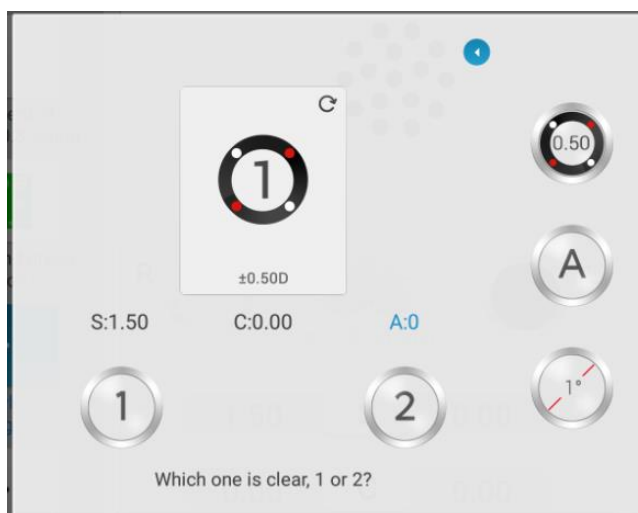 1
0.50
±0.50D
A
S:1.50 C:0.00 A:0
1°
1 2
Which one is clear, 1 or 2?